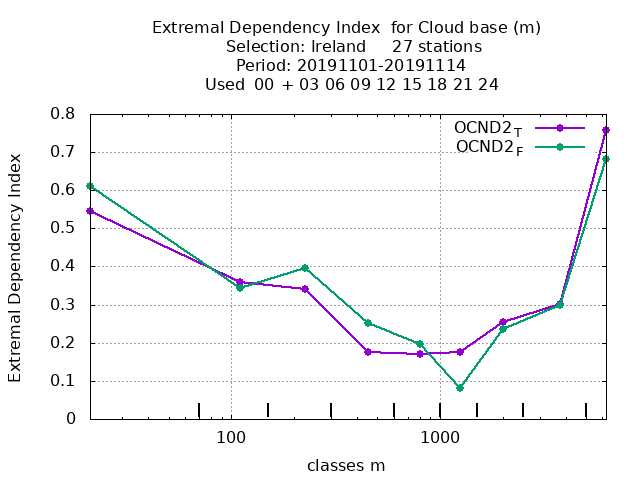 Extremal Dependency Index  for Cloud base (m)
Selection: Ireland     27 stations
Period: 20191101-20191114
Used  00 + 03 06 09 12 15 18 21 24
OCND2T
OCND2F
Extremal Dependency Index
0.8
0.7
0.6
0.5
0.4
0.3
0.2
0.1
0
100
1000
classes m